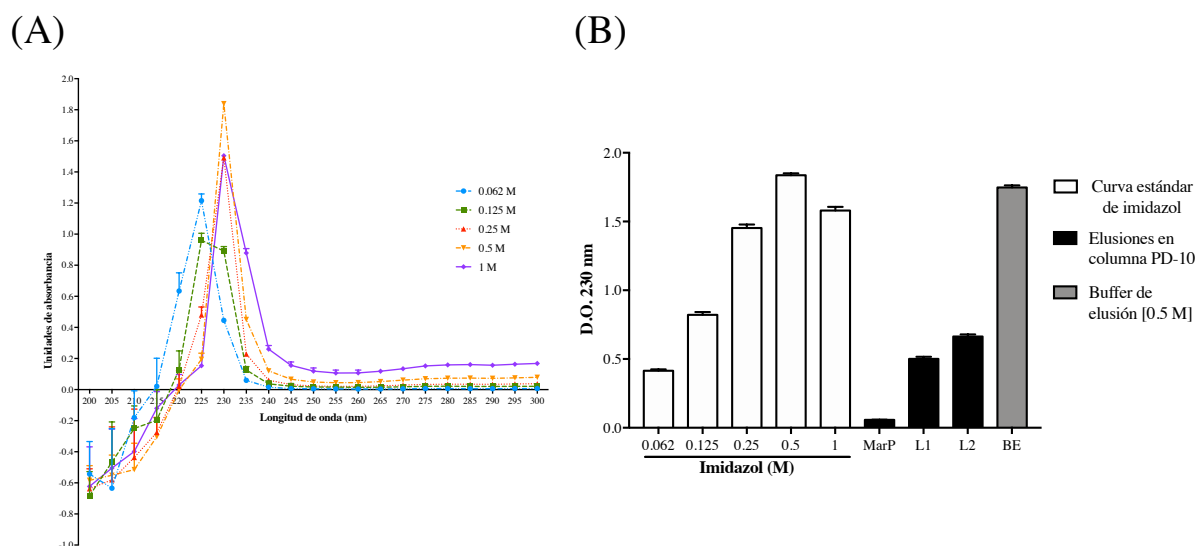 (A)
(B)
Unidades de absorbancia
2.0
1.8
1.6
1.4
1.2
1.0
0.8
0.6
0.4
0.2
0.0
-0.2
-0.4
-0.6
-0.8
-1.0
200 205 210 215 220 225 230 235 240 245 250 255 260 265 270 275 280 285 290 295 300
Longitud de onda (nm)
0.062 M
0.125 M
0.25 M
0.5 M
1 M
D.O. 230 nm
2.0
1.5
1.0
0.5
0.0
0.062 0.125 0.25 0.5 1 MarP L1 L2 BE
Imidazol (M)
Curva estándar
de imidazol
Elusiones en
columna PD-10
Buffer de
elusión [0.5 M]